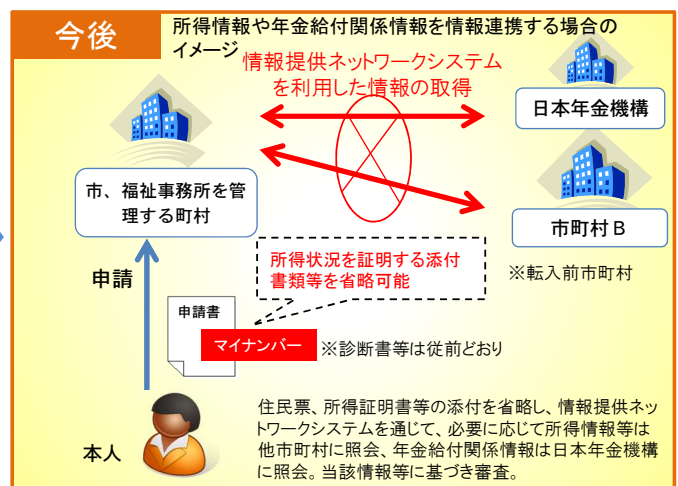 今後
所得情報や年金給付関係情報を情報連携する場合の
イメージ
情報提供ネットワークシステム
を利用した情報の取得
日本年金機構
市、福祉事務所を管
理する町村
市町村B
※転入前市町村
所得状況を証明する添付
書類等を省略可能
申請
申請書
マイナンバー
※診断書等は従前どおり
本人
住民票、所得証明書等の添付を省略し、情報提供ネッ
トワークシステムを通じて、必要に応じて所得情報等は
他市町村に照会、年金給付関係情報は日本年金機構
に照会。当該情報等に基づき審査。